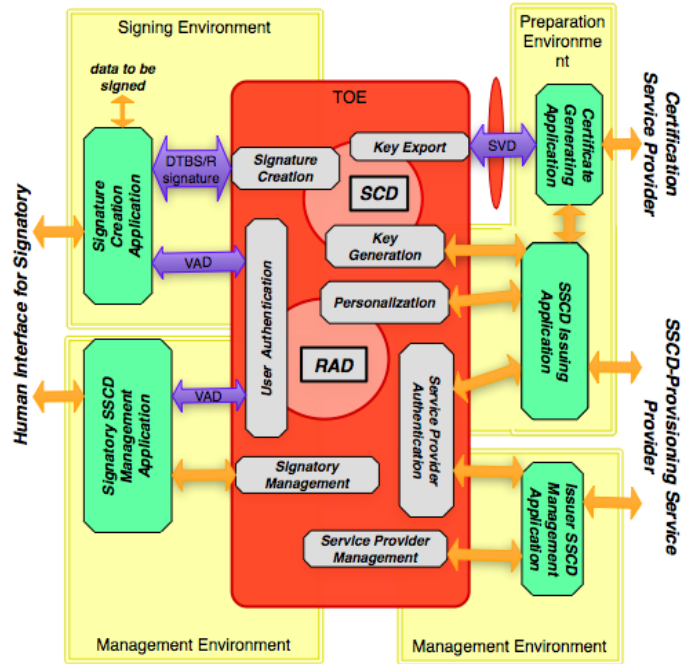 Signing Environment
Preparation
Environme
nt
data to be
signed
TOE
Certification
Service Provider
Certificate
Generating
Application
Key Export
SVD
DTBS/R
signature
Signature
Creation
Signature
Creation
Application
SCD
Key
Generation
VAD
Human Interface for Signatory
User Authentication
Personalization
SSCD Issuing
Application
SSCD-Provisioning Service
Provider
RAD
Service Provider
Authentication
Signatory SSCD
Management
Application
VAD
Signatory
Management
Issuer SSCD
Management
Application
Service Provider
Management
Management Environment
Management Environment